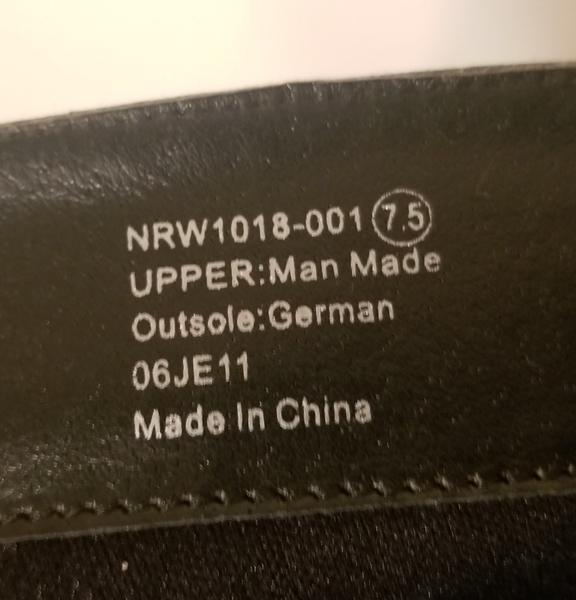 NRW1018-001 7.5
UPPER:Man Made
Outsole:German
06JE11
Made In China